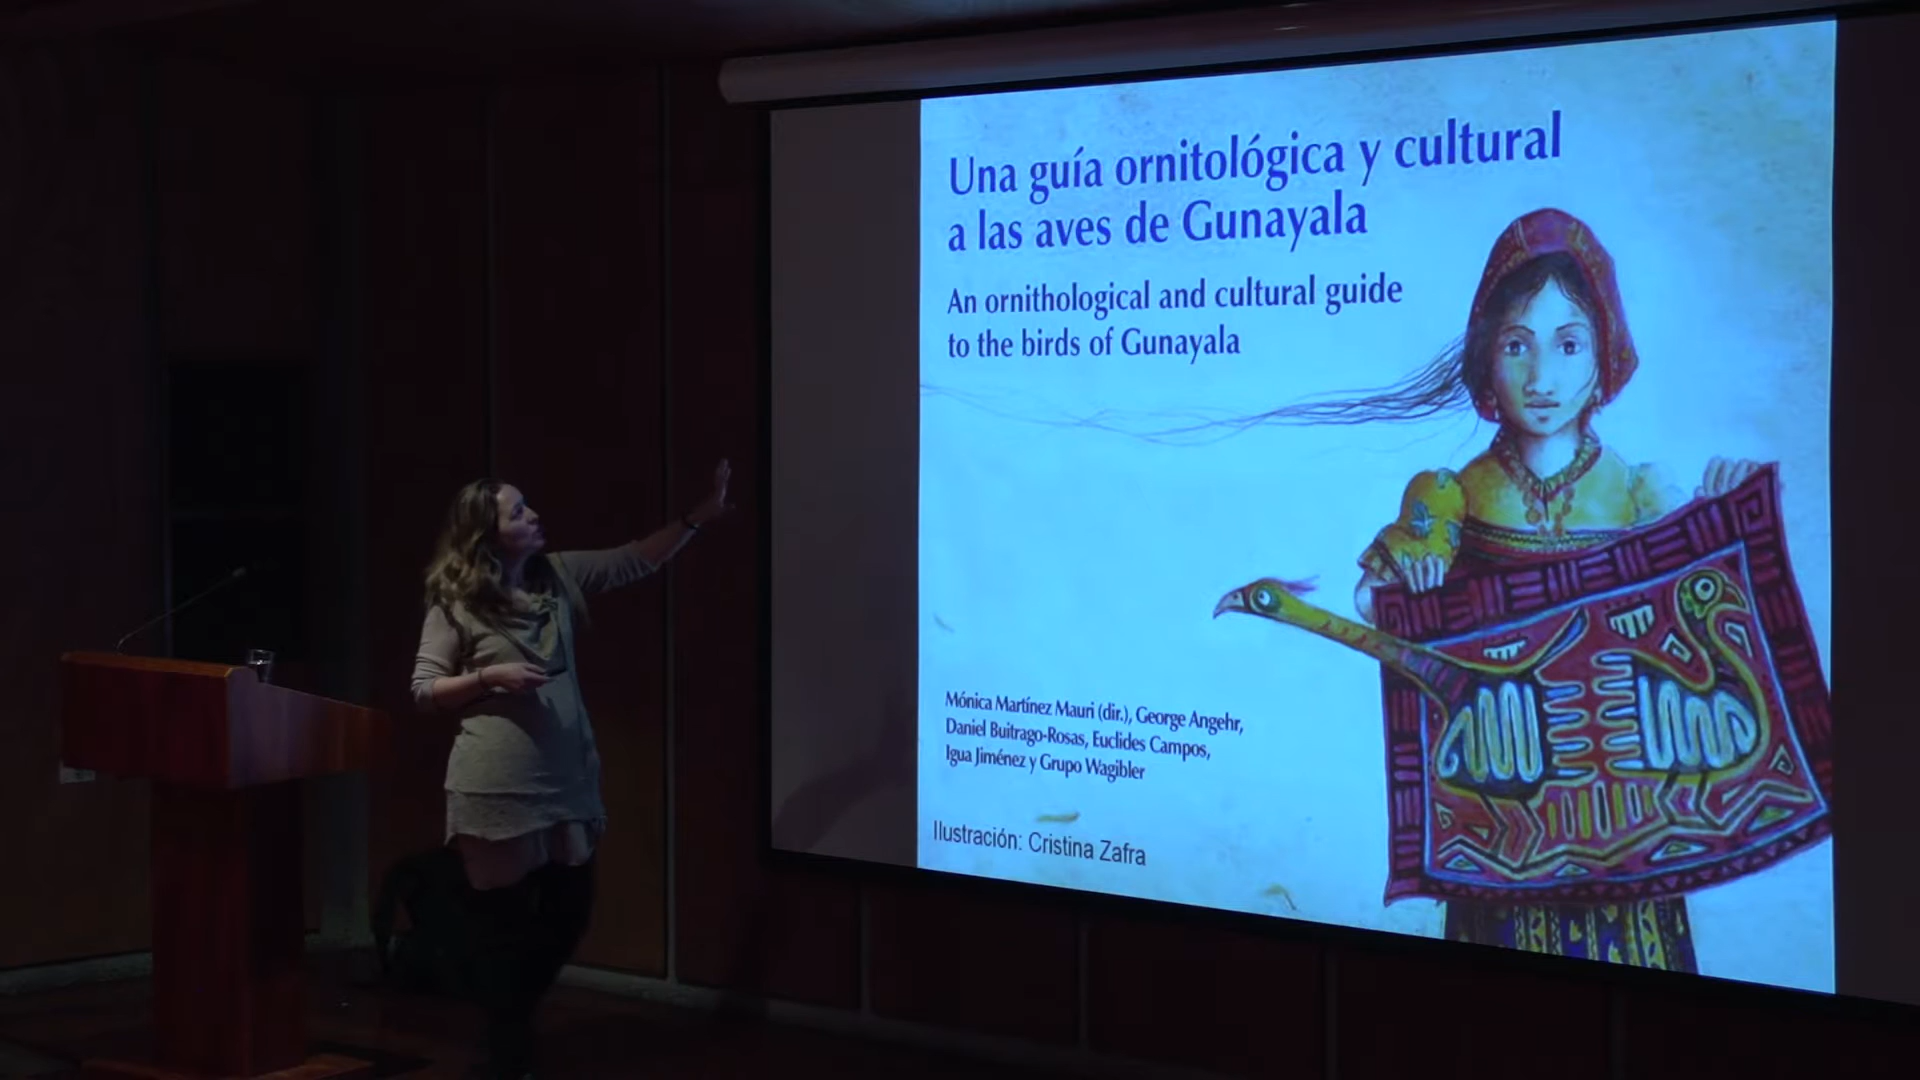 Una guía ornitológica y cultural
a las aves de Gunayala
An ornithological and cultural guide
to the birds of Gunayala
Mónica Martínez Mauri (dir.), George Angehr,
Daniel Buitrago-Rosas, Euclides Campos,
Igua Jiménez y Grupo Wagibler
Ilustración: Cristina Zafra